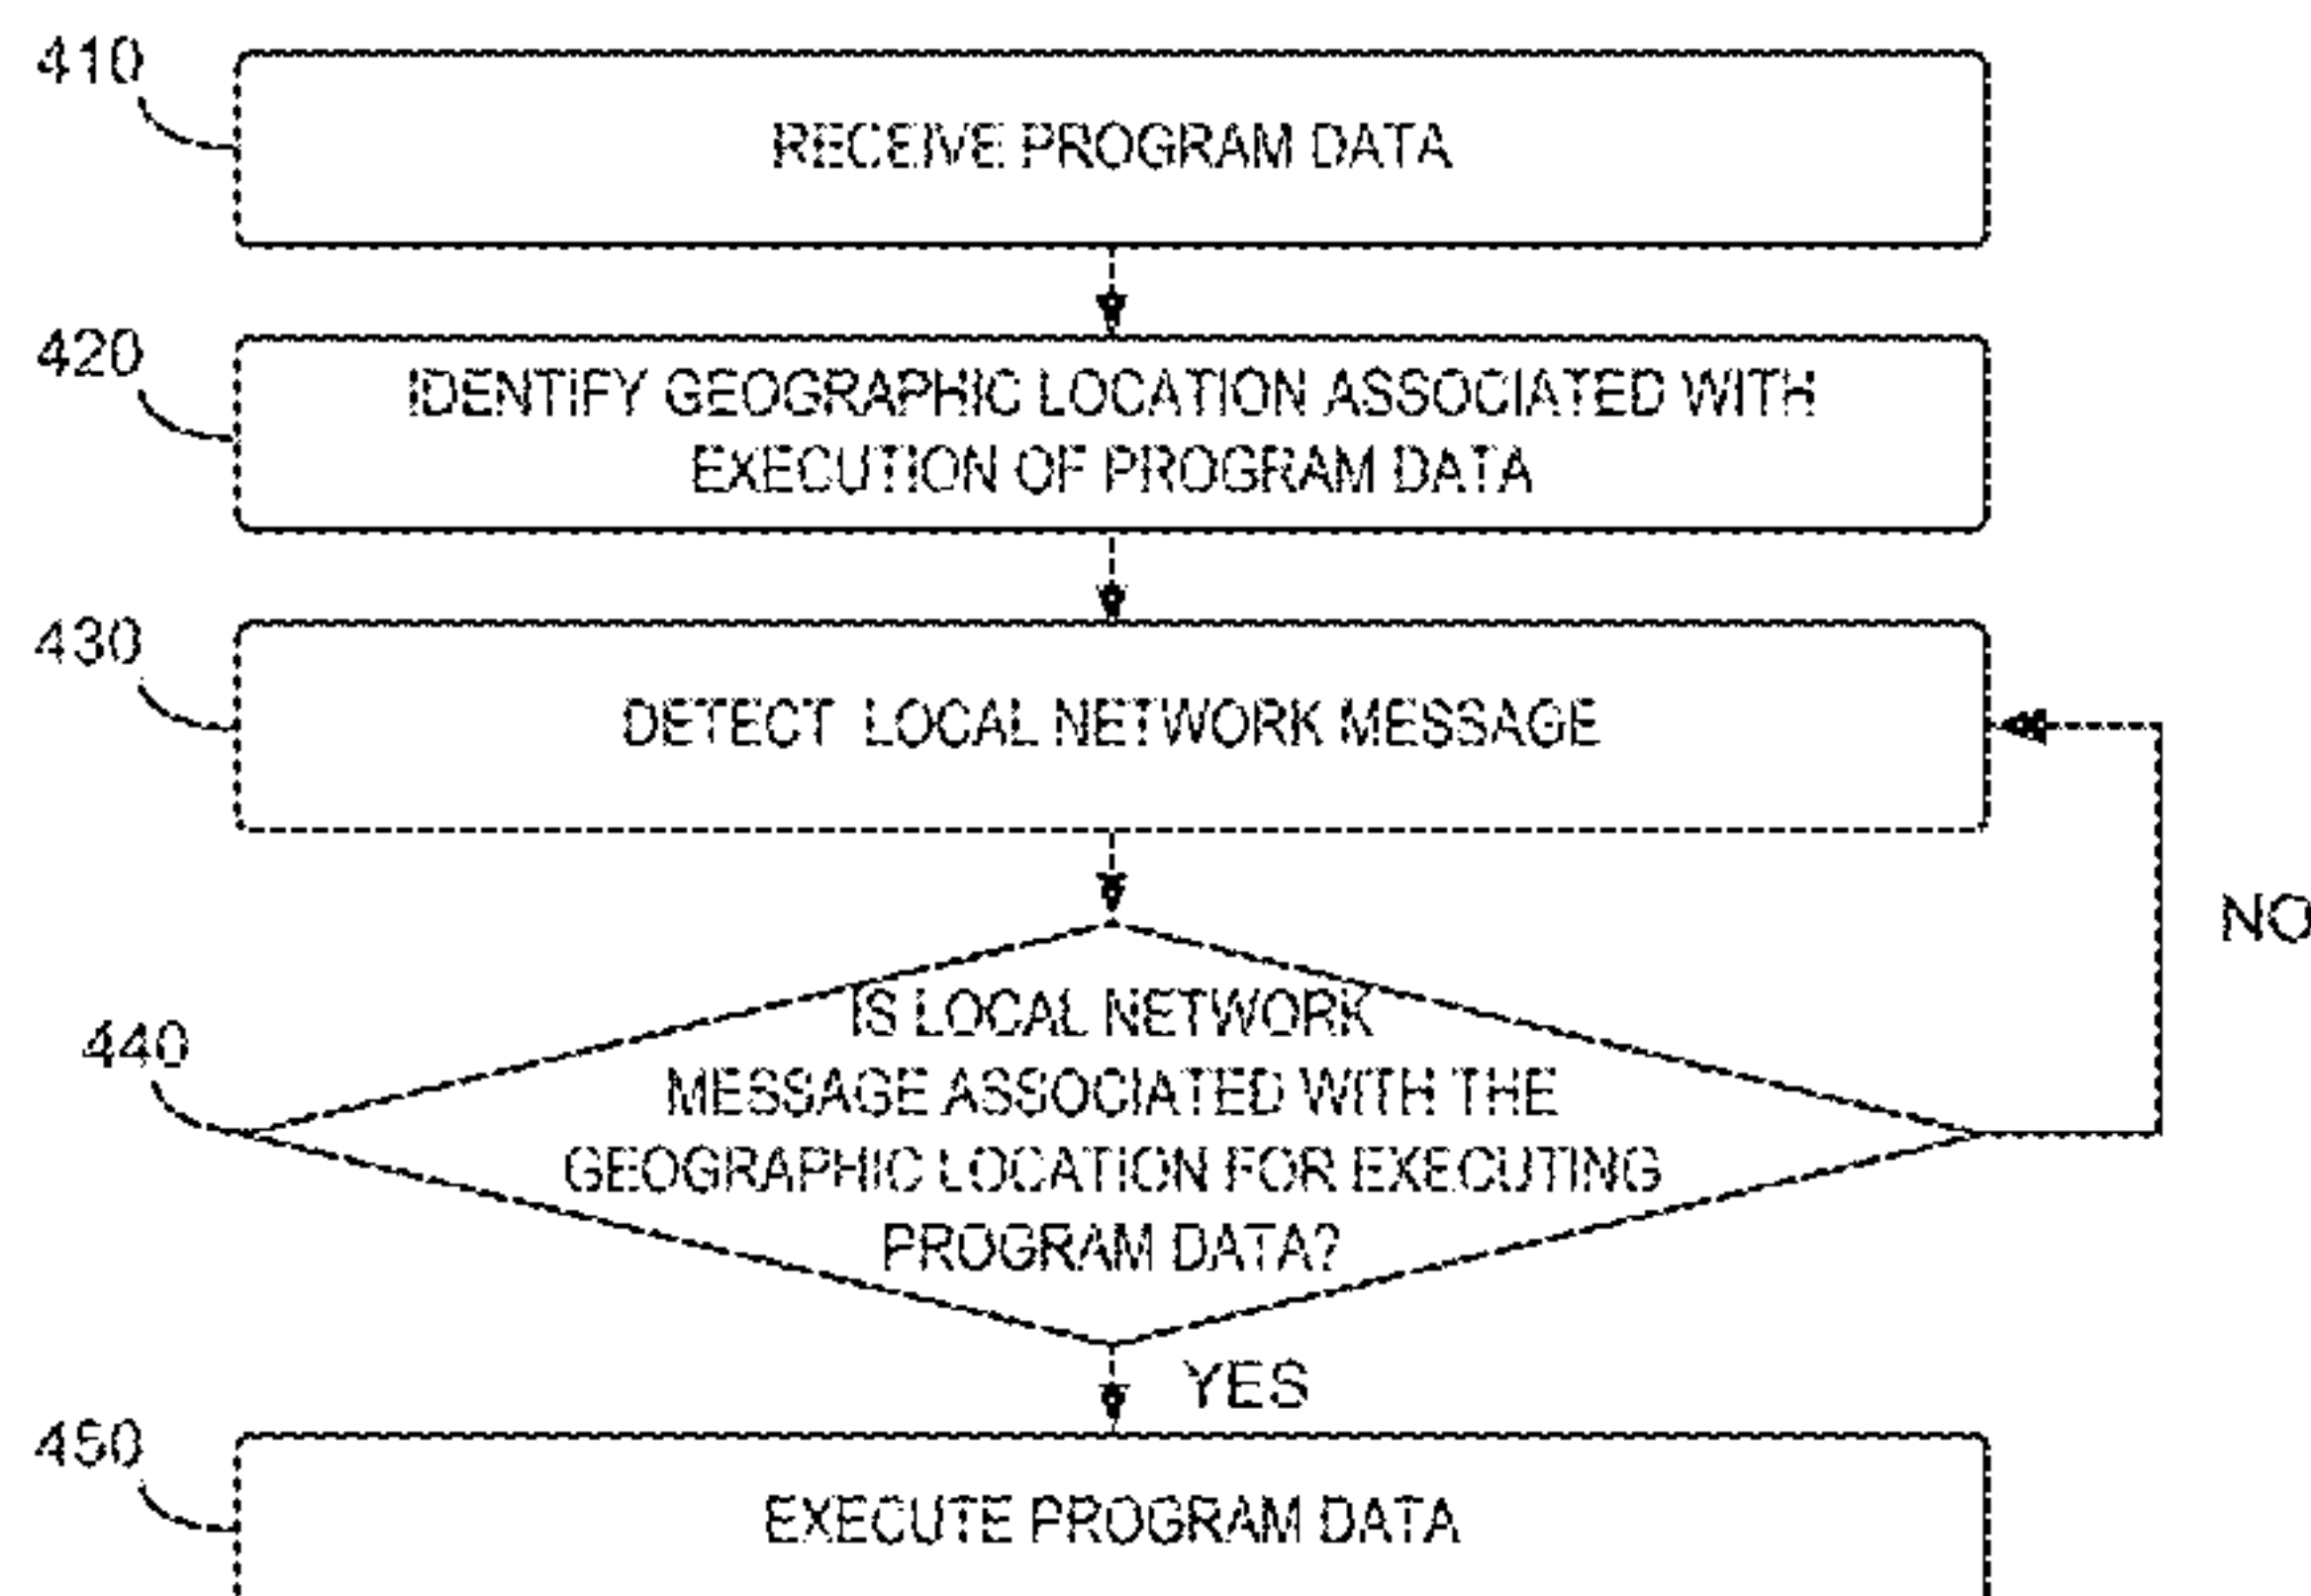 410
RECEIVE PROGRAM DATA
420
IDENTIFY GEOGRAPHIC LOCATION ASSOCIATED WITH
EXECUTION OF PROGRAM DATA
430
DETECT LOCAL NETWORK MESSAGE
NO
440
IS LOCAL NETWORK
MESSAGE ASSOCIATED WITH THE
GEOGRAPHIC LOCATION FOR EXECUTING
PROGRAM DATA?
YES
450
EXECUTE PROGRAM DATA